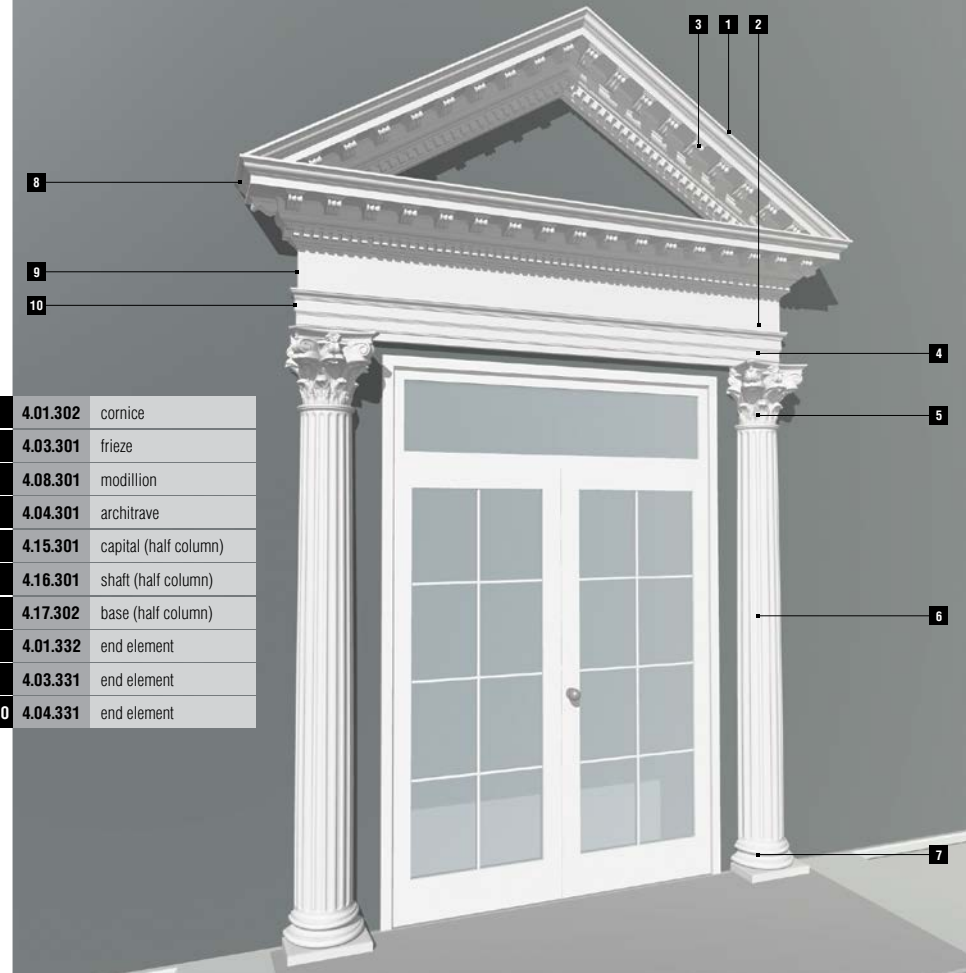 3 1 2
8
9
10
4
4.01.302 cornice
5
4.03.301 frieze
4.08.301 modillion
4.04.301 architrave
4.15.301 capital (half column)
4.16.301 shaft (half column)
4.17.302 base (half column)
6
4.01.332 end element
4.03.331 end element
0 4.04.331 end element
7